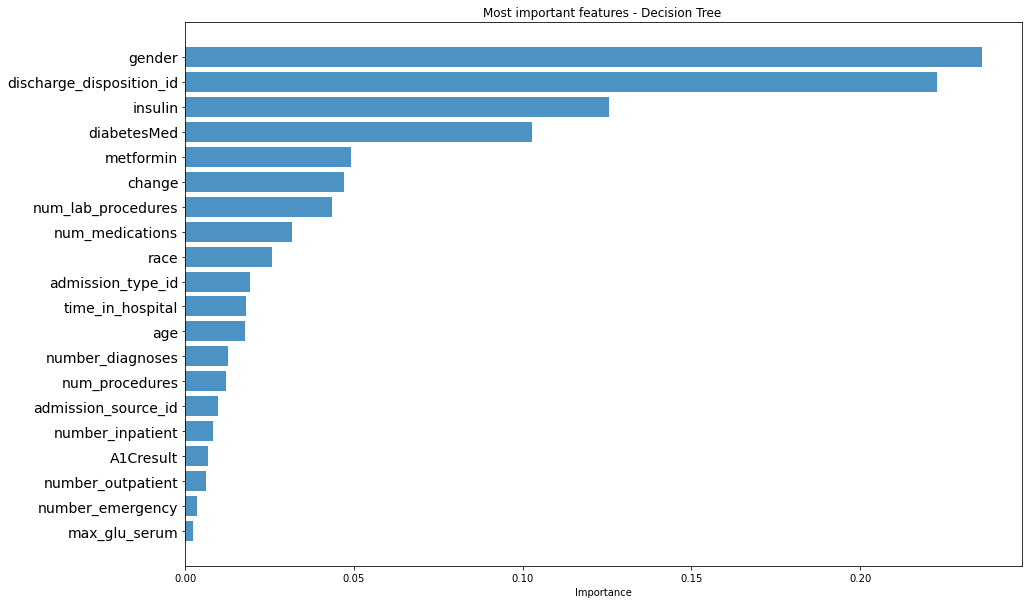 Most important features - Decision Tree
gender
discharge_disposition_id
insulin
diabetesMed
metformin
change
num_lab_procedures
num_medications
race
admission_type_id
time_in_hospital
age
number_diagnoses
num_procedures
admission_source_id
number_inpatient
A1Cresult
number_outpatient
number_emergency
max_glu_serum
0.00 0.05 0.10 0.15 0.20
Importance